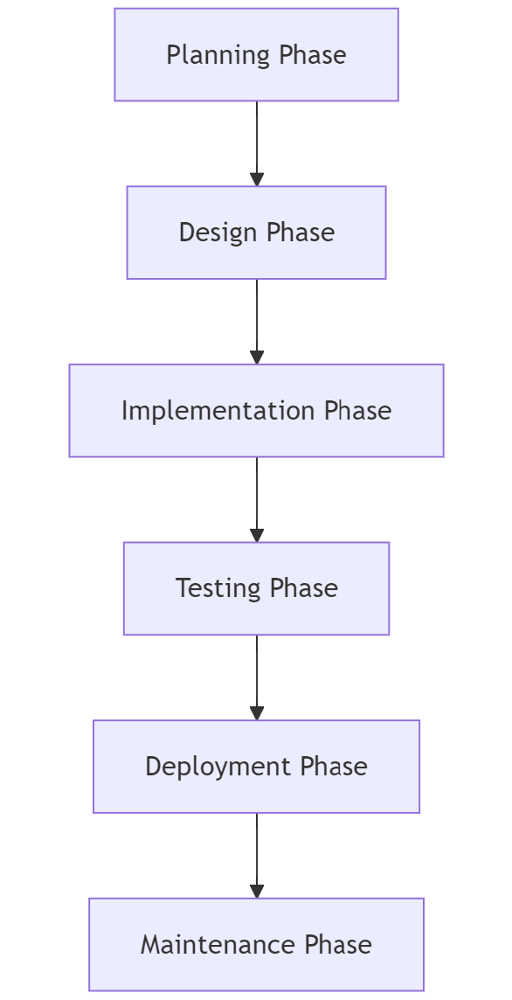 Planning Phase
Design Phase
Implementation Phase
Testing Phase
Deployment Phase
Maintenance Phase